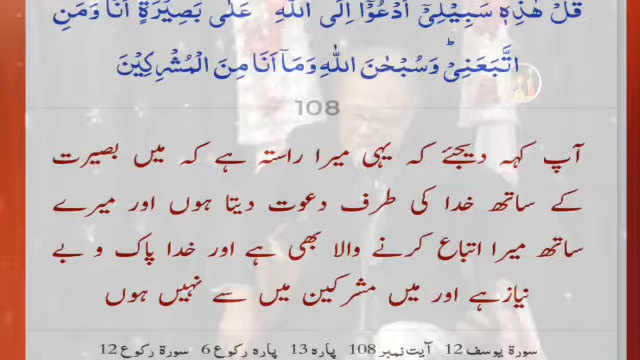 قُلْ هٰذِهٖ سَبِيْلِىْٓ اَدْعُوْٓا اِلَى اللّٰهِ ۚ عَلٰى بَصِيْرَةٍ اَنَا وَمَنِ
اتَّبَعَنِىْ ؕ وَسُبْحٰنَ اللّٰهِ وَمَآ اَنَا مِنَ الْمُشْرِكِيْنَ
108
آپ کہہ دیجئے کہ یہی میرا راستہ ہے کہ میں بصیرت
کے ساتھ خدا کی طرف دعوت دیتا ہوں اور میرے
ساتھ میرا اتباع کرنے والا بھی ہے اور خدا پاک و بے
نیازہے اور میں مشرکین میں سے نہیں ہوں
سورۃ یوسف 12 آیت نمبر 108 پارہ 13 پارہ رکوع 6 سورۃ رکوع 12